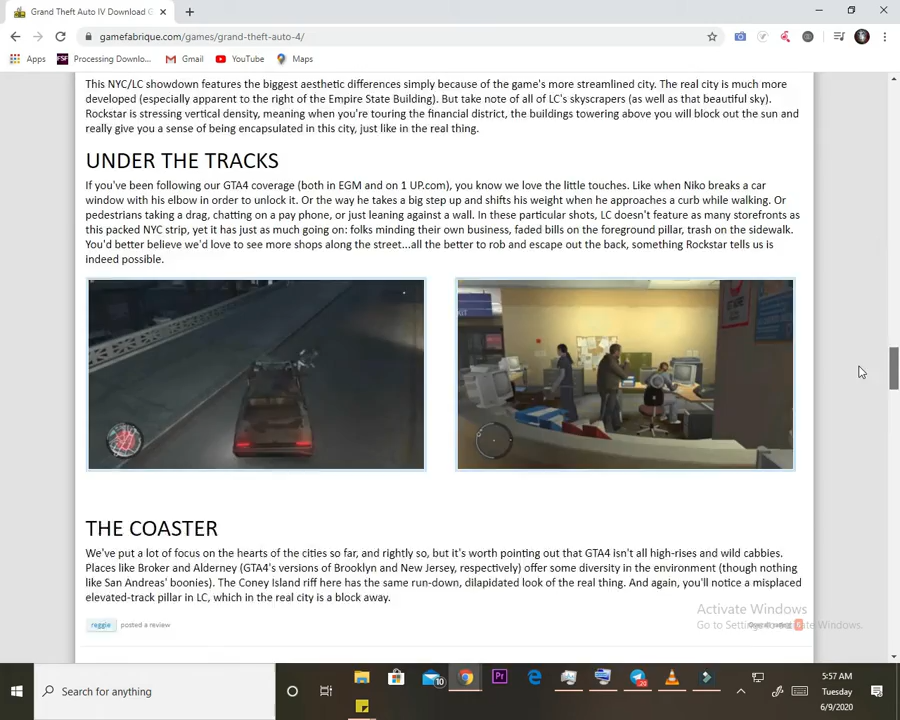 Grand Theft Auto IV Download G
gamefabrique.com/games/grand-theft-auto-4/
Apps
Processing Downlo...
Gmail
YouTube
Maps
This NYC/LC showdown features the biggest aesthetic differences simply because of the game's more streamlined city. The real city is much more
developed (especially apparent to the right of the Empire State Building). But take note of all of LC's skyscrapers (as well as that beautiful sky).
Rockstar is stressing vertical density, meaning when you're touring the financial district, the buildings towering above you will block out the sun and
really give you a sense of being encapsulated in this city, just like in the real thing.
UNDER THE TRACKS
If you've been following our GTA4 coverage (both in EGM and on 1 UP.com), you know we love the little touches. Like when Niko breaks a car
window with his elbow in order to unlock it. Or the way he takes a big step up and shifts his weight when he approaches a curb while walking. Or
pedestrians taking a drag, chatting on a pay phone, or just leaning against a wall. In these particular shots, LC doesn't feature as many storefronts as
this packed NYC strip, yet it has just as much going on: folks minding their own business, faded bills on the foreground pillar, trash on the sidewalk.
You'd better believe we'd love to see more shops along the street...all the better to rob and escape out the back, something Rockstar tells us is
indeed possible.
THE COASTER
We've put a lot of focus on the hearts of the cities so far, and rightly so, but it's worth pointing out that GTA4 isn't all high-rises and wild cabbies.
Places like Broker and Alderney (GTA4's versions of Brooklyn and New Jersey, respectively) offer some diversity in the environment (though nothing
like San Andreas' boonies). The Coney Island riff here has the same run-down, dilapidated look of the real thing. And again, you'll notice a misplaced
elevated-track pillar in LC, which in the real city is a block away.
reggie posted a review
Activate Windows
Go to Settings to activate Windows.
Search for anything
10
Pr
20
5:57 AM
Tuesday
6/9/2020